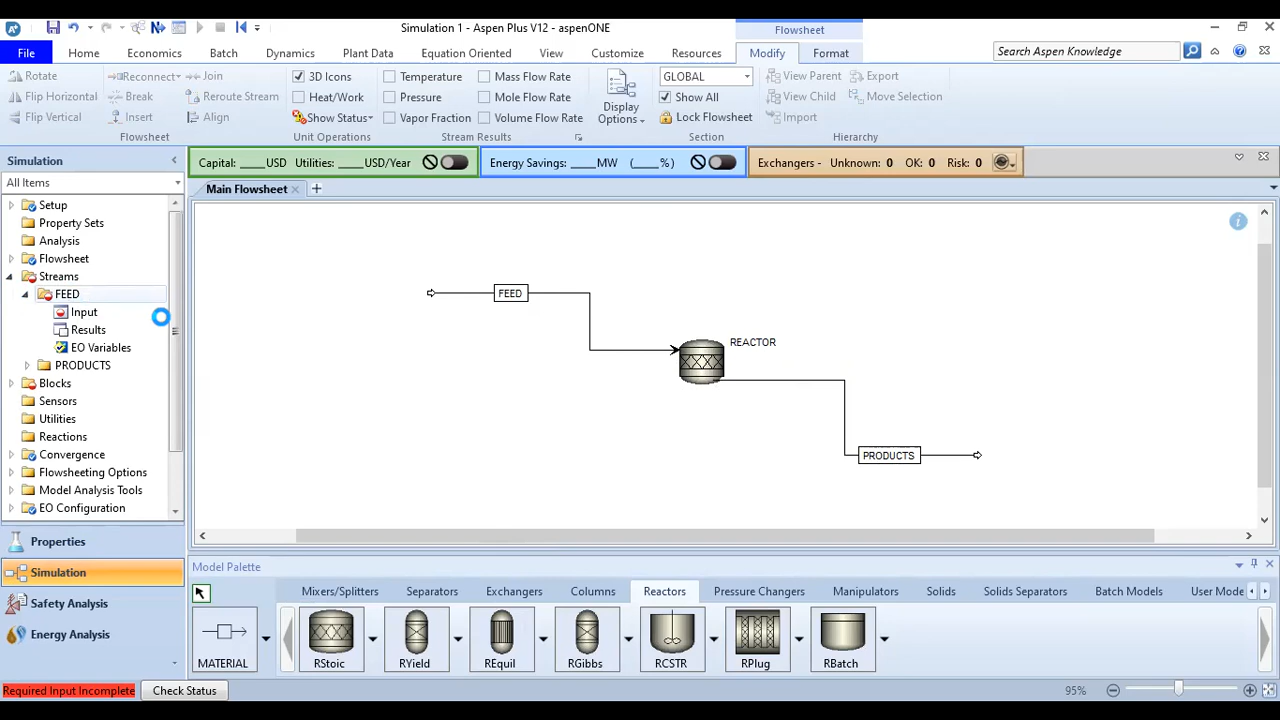 Simulation 1 - Aspen Plus V12 - aspenONE
Flowsheet
File Home Economics Batch Dynamics Plant Data Equation Oriented View Customize Resources Modify Format Search Aspen Knowledge
Rotate Reconnect Join 3D Icons Temperature Mass Flow Rate GLOBAL View Parent Export
Flip Horizontal Break Reroute Stream Heat/Work Pressure Mole Flowrate Display Options Show All View Child Move Selection
Flip Vertical Insert Align Show Status Vapor Fraction Volume Flow Rate Lock Flowsheet Import
Flowsheet Unit Operations Stream Results Section Hierarchy
Simulation
Capital: ____USD Utilities: ____USD/Year
Energy Savings: ____MW (____%)
Exchangers - Unknown: 0 OK: 0 Risk: 0
All Items
Main Flowsheet
Setup
Property Sets
Analysis
Flowsheet
Streams
FEED
Input
Results
EO Variables
PRODUCTS
Blocks
Sensors
Utilities
Reactions
Convergence
Flowsheeting Options
Model Analysis Tools
EO Configuration
FEED
REACTOR
PRODUCTS
Properties
Simulation
Safety Analysis
Energy Analysis
Model Palette
Mixers/Splitters Separators Exchangers Columns Reactors Pressure Changers Manipulators Solids Solids Separators Batch Models User Mode
MATERIAL RStoic RYield REquil RGibbs RCSTR RPlug RBatch
Required Input Incomplete Check Status 95%